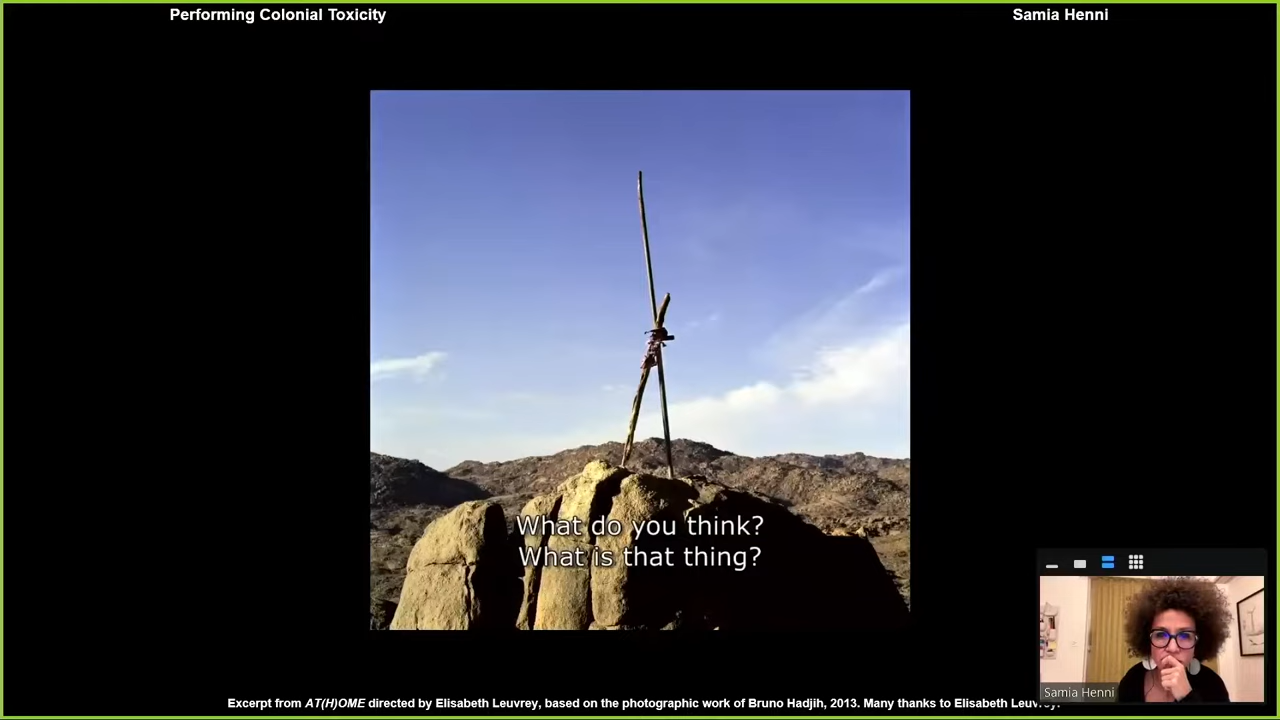 Performing Colonial Toxicity
Samia Henni
What do you think?
What is that thing?
Samia Henni
Excerpt from AT(H)OME directed by Elisabeth Leuvrey, based on the photographic work of Bruno Hadjih, 2013. Many thanks to Elisabeth Leuvrey.